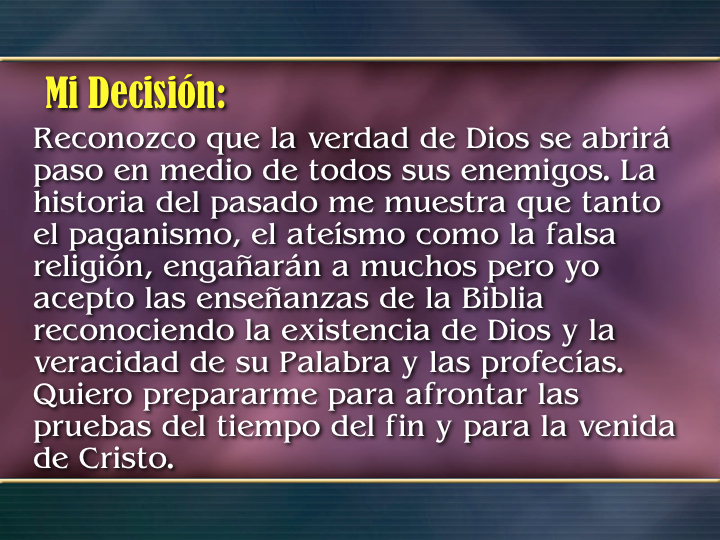 Mi Decisión:
Reconozco que la verdad de Dios se abrirá
paso en medio de todos sus enemigos. La
historia del pasado me muestra que tanto
el paganismo, el ateísmo como la falsa
religión, engañarán a muchos pero yo
acepto las enseñanzas de la Biblia
reconociendo la existencia de Dios y la
veracidad de su Palabra y las profecías.
Quiero prepararme para afrontar las
pruebas del tiempo del fin y para la venida
de Cristo.